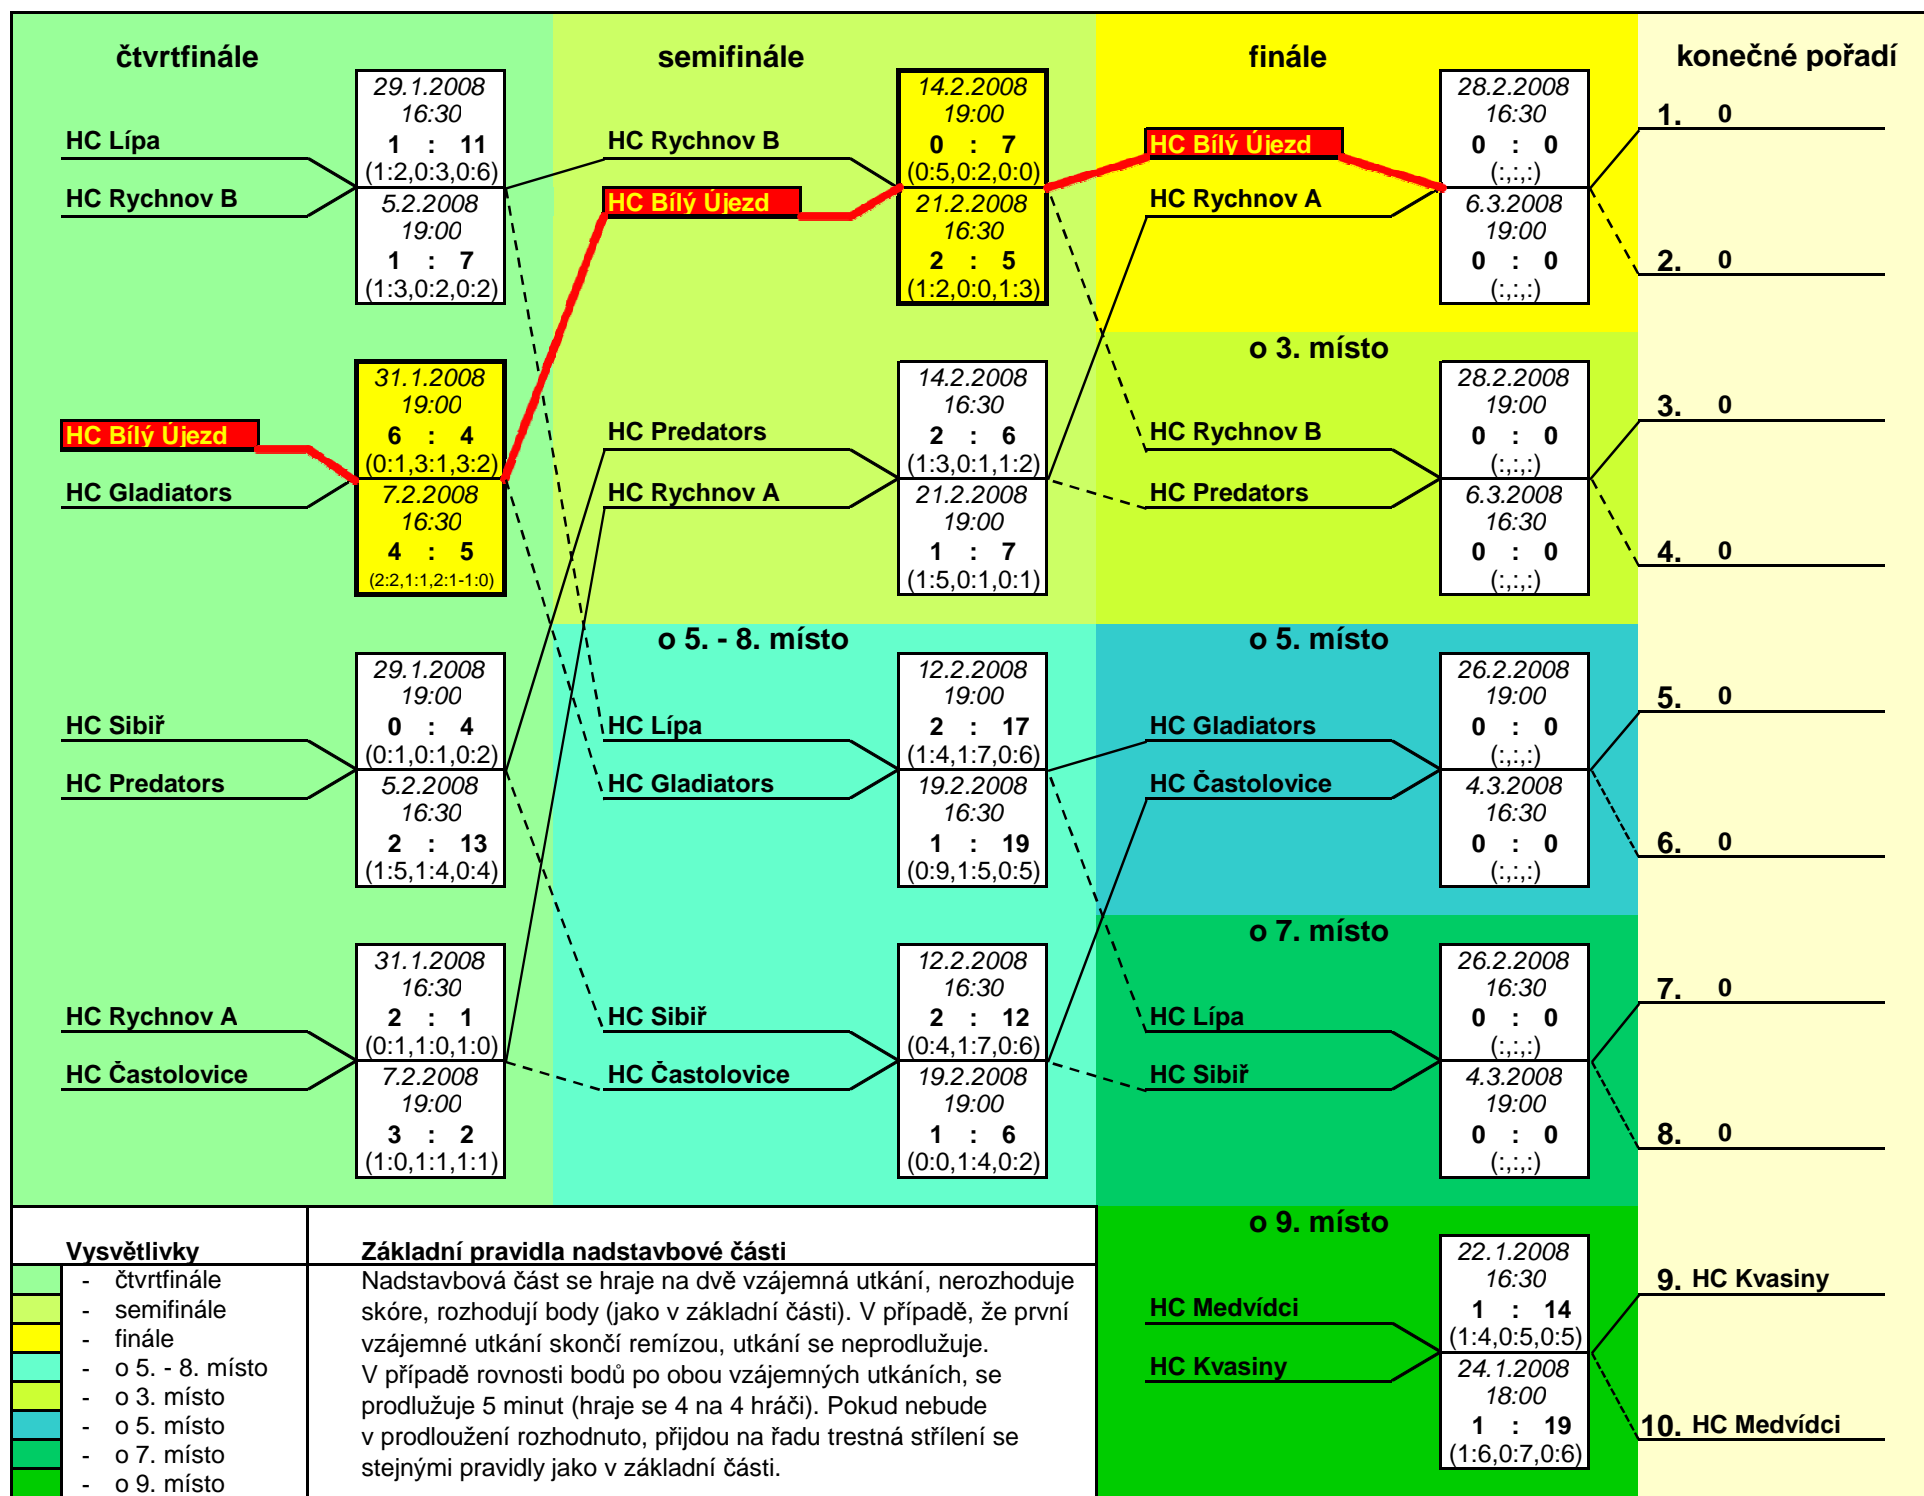 čtvrtfinále
29.1.2008
16:30
HC Lípa
1 : 11
(1:2,0:3,0:6)
HC Rychnov B
5.2.2008
19:00
1 : 7
(1:3,0:2,0:2)
31.1.2008
19:00
HC Bílý Újezd
6 : 4
(0:1,3:1,3:2)
HC Gladiators
7.2.2008
16:30
4 : 5
(2:2,1:1,2:1-1:0)
29.1.2008
19:00
HC Sibiř
0 : 4
(0:1,0:1,0:2)
HC Predators
5.2.2008
16:30
2 : 13
(1:5,1:4,0:4)
31.1.2008
16:30
HC Rychnov A
2 : 1
(0:1,1:0,1:0)
HC Častolovice
7.2.2008
19:00
3 : 2
(1:0,1:1,1:1)
semifinále
14.2.2008
19:00
HC Rychnov B
0 : 7
(0:5,0:2,0:0)
HC Bílý Újezd
21.2.2008
16:30
2 : 5
(1:2,0:0,1:3)
14.2.2008
16:30
HC Predators
2 : 6
(1:3,0:1,1:2)
HC Rychnov A
21.2.2008
19:00
1 : 7
(1:5,0:1,0:1)
o 5. - 8. místo
12.2.2008
19:00
HC Lípa
2 : 17
(1:4,1:7,0:6)
HC Gladiators
19.2.2008
16:30
1 : 19
(0:9,1:5,0:5)
12.2.2008
16:30
HC Sibiř
2 : 12
(0:4,1:7,0:6)
HC Častolovice
19.2.2008
19:00
1 : 6
(0:0,1:4,0:2)
finále
28.2.2008
16:30
HC Bílý Újezd
0 : 0
(:,:,:)
HC Rychnov A
6.3.2008
19:00
0 : 0
(:,:,:)
o 3. místo
28.2.2008
19:00
HC Rychnov B
0 : 0
(:,:,:)
HC Predators
6.3.2008
16:30
0 : 0
(:,:,:)
o 5. místo
26.2.2008
19:00
HC Gladiators
0 : 0
(:,:,:)
HC Častolovice
4.3.2008
16:30
0 : 0
(:,:,:)
o 7. místo
26.2.2008
16:30
HC Lípa
0 : 0
(:,:,:)
HC Sibiř
4.3.2008
19:00
0 : 0
(:,:,:)
o 9. místo
22.1.2008
16:30
HC Medvídci
1 : 14
(1:4,0:5,0:5)
HC Kvasiny
24.1.2008
18:00
1 : 19
(1:6,0:7,0:6)
konečné pořadí
1. 0
2. 0
3. 0
4. 0
5. 0
6. 0
7. 0
8. 0
9. HC Kvasiny
10. HC Medvídci
Vysvětlivky
- čtvrtfinále
- semifinále
- finále
- o 5. - 8. místo
- o 3. místo
- o 5. místo
- o 7. místo
- o 9. místo
Základní pravidla nadstavbové části
Nadstavbová část se hraje na dvě vzájemná utkání, nerozhoduje
skóre, rozhodují body (jako v základní části). V případě, že první
vzájemné utkání skončí remízou, utkání se neprodlužuje.
V případě rovnosti bodů po obou vzájemných utkáních, se
prodlužuje 5 minut (hraje se 4 na 4 hráči). Pokud nebude
v prodloužení rozhodnuto, přijdou na řadu trestná střílení se
stejnými pravidly jako v základní části.